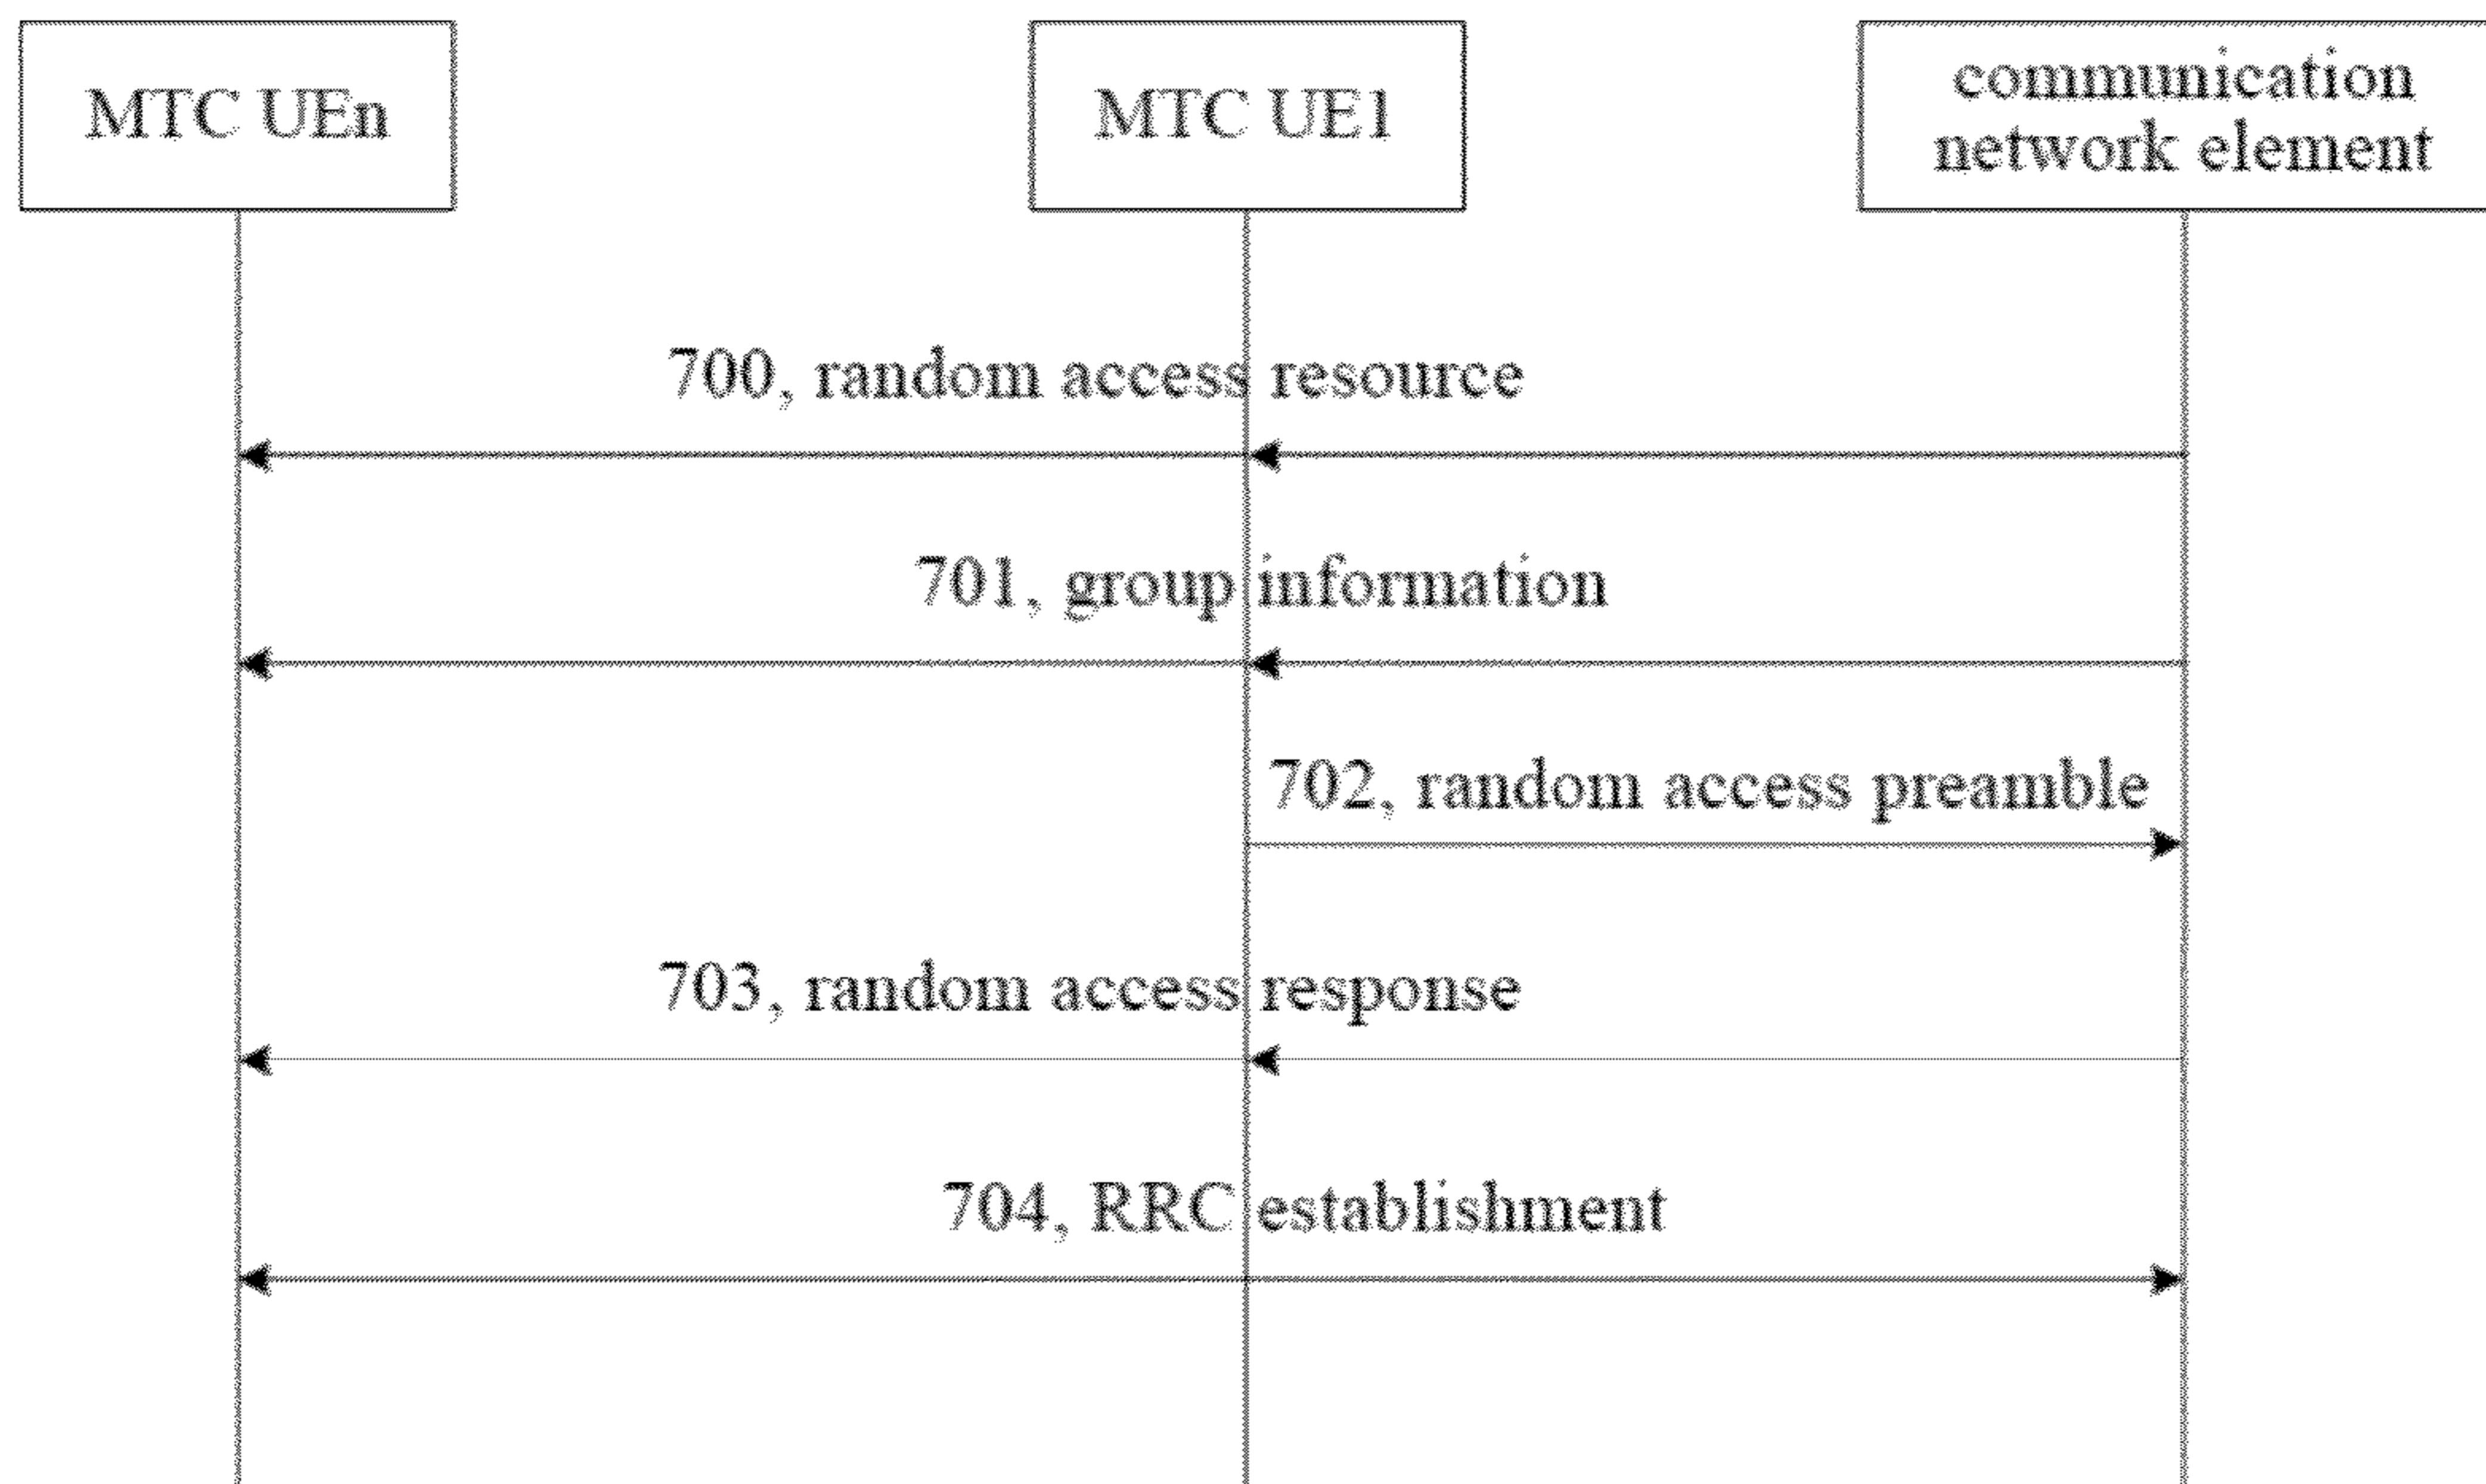 MTC UEn
MTC UE1
communication
network element
700, random access resource
701, group information
702, random access preamble
703, random access response
704, RRC establishment